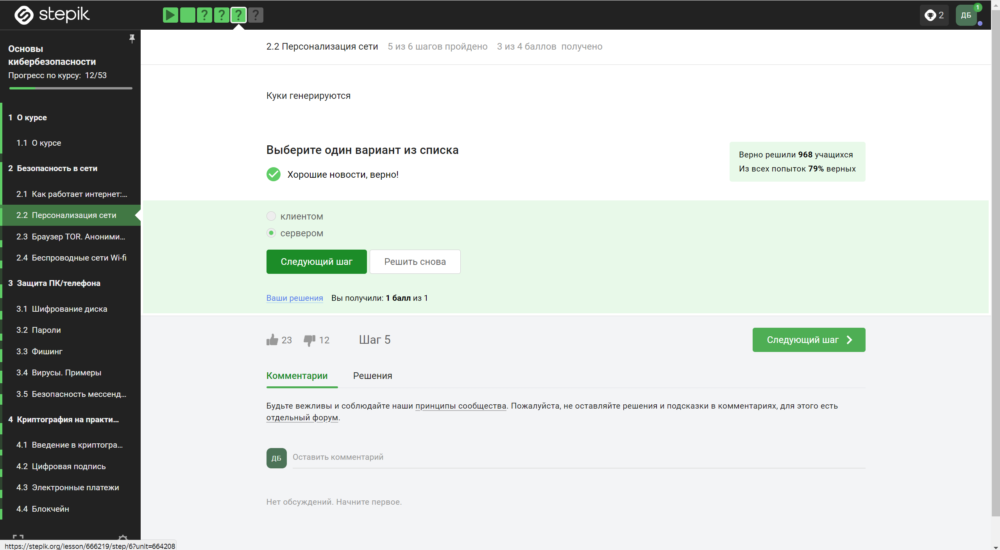 stepik
?
?
?
?
2
ДБ
1
Основы
кибербезопасности
Прогресс по курсу: 12/53
1 О курсе
1.1 О курсе
2 Безопасность в сети
2.1 Как работает интернет:...
2.2 Персонализация сети
2.3 Браузер TOR. Аноними...
2.4 Беспроводные сети Wi-fi
3 Защита ПК/телефона
3.1 Шифрование диска
3.2 Пароли
3.3 Фишинг
3.4 Вирусы. Примеры
3.5 Безопасность мессенд...
4 Криптография на практи...
4.1 Введение в криптогра...
4.2 Цифровая подпись
4.3 Электронные платежи
4.4 Блокчейн
2.2 Персонализация сети 5 из 6 шагов пройдено 3 из 4 баллов получено
Куки генерируются
Выберите один вариант из списка
Хорошие новости, верно!
Верно решили 968 учащихся
Из всех попыток 79% верных
клиентом
сервером
Следующий шаг
Решить снова
Ваши решения Вы получили: 1 балл из 1
23
12
Шаг 5
Следующий шаг
Комментарии
Решения
Будьте вежливы и соблюдайте наши принципы сообщества. Пожалуйста, не оставляйте решения и подсказки в комментариях, для этого есть
отдельный форум.
ДБ
Оставить комментарий
Нет обсуждений. Начните первое.
https://stepik.org/lesson/666219/step/6?unit=664208